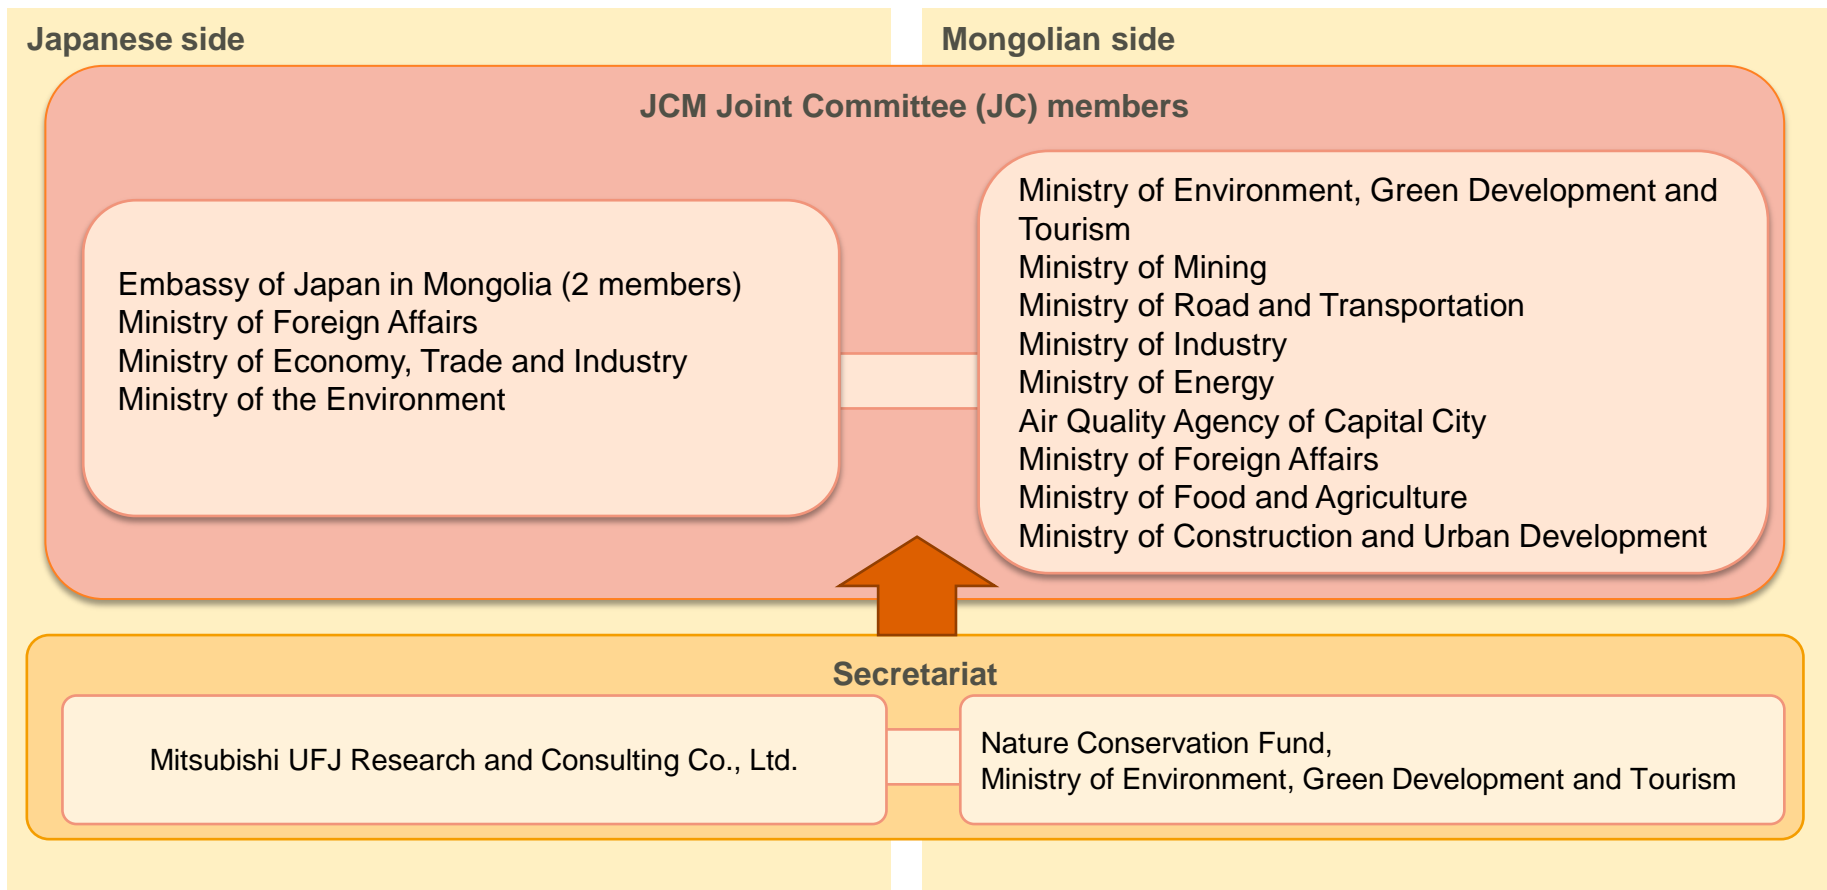 Japanese side
Mongolian side
JCM Joint Committee (JC) members
Embassy of Japan in Mongolia (2 members)
Ministry of Foreign Affairs
Ministry of Economy, Trade and Industry
Ministry of the Environment
Ministry of Environment, Green Development and
Tourism
Ministry of Mining
Ministry of Road and Transportation
Ministry of Industry
Ministry of Energy
Air Quality Agency of Capital City
Ministry of Foreign Affairs
Ministry of Food and Agriculture
Ministry of Construction and Urban Development
Secretariat
Mitsubishi UFJ Research and Consulting Co., Ltd.
Nature Conservation Fund,
Ministry of Environment, Green Development and Tourism